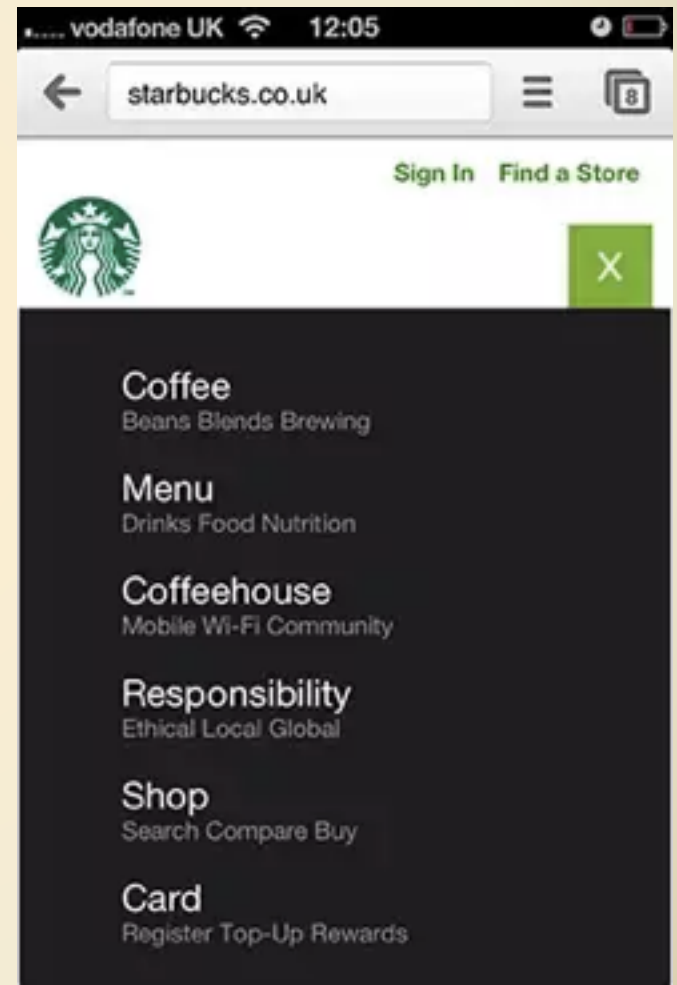 vodafone UK 12:05
starbucks.co.uk 8
Sign In Find a Store
X
Coffee
Beans Blends Brewing
Menu
Drinks Food Nutrition
Coffeehouse
Mobile Wi-Fi Community
Responsibility
Ethical Local Global
Shop
Search Compare Buy
Card
Register Top-Up Rewards